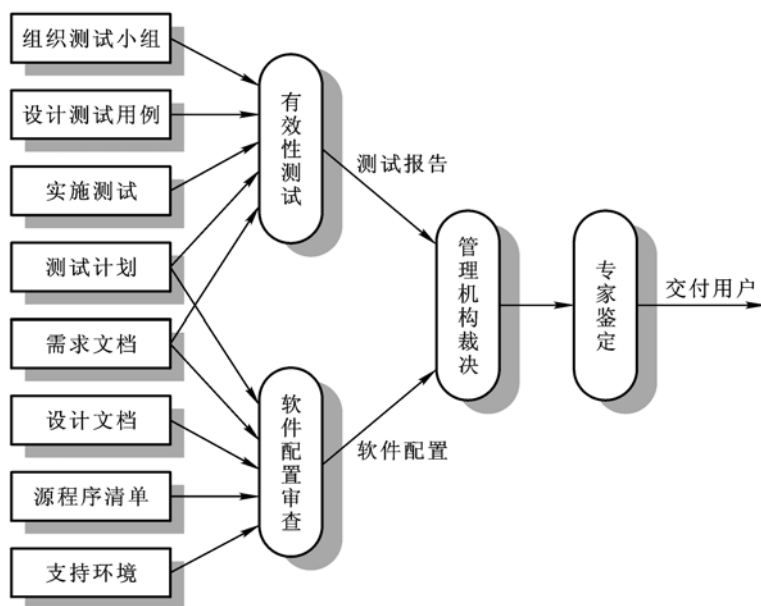 组织测试小组
设计测试用例
实施测试
测试计划
需求文档
设计文档
源程序清单
支持环境
有效性测试
软件配置审查
测试报告
软件配置
管理机构裁决
专家鉴定
交付用户